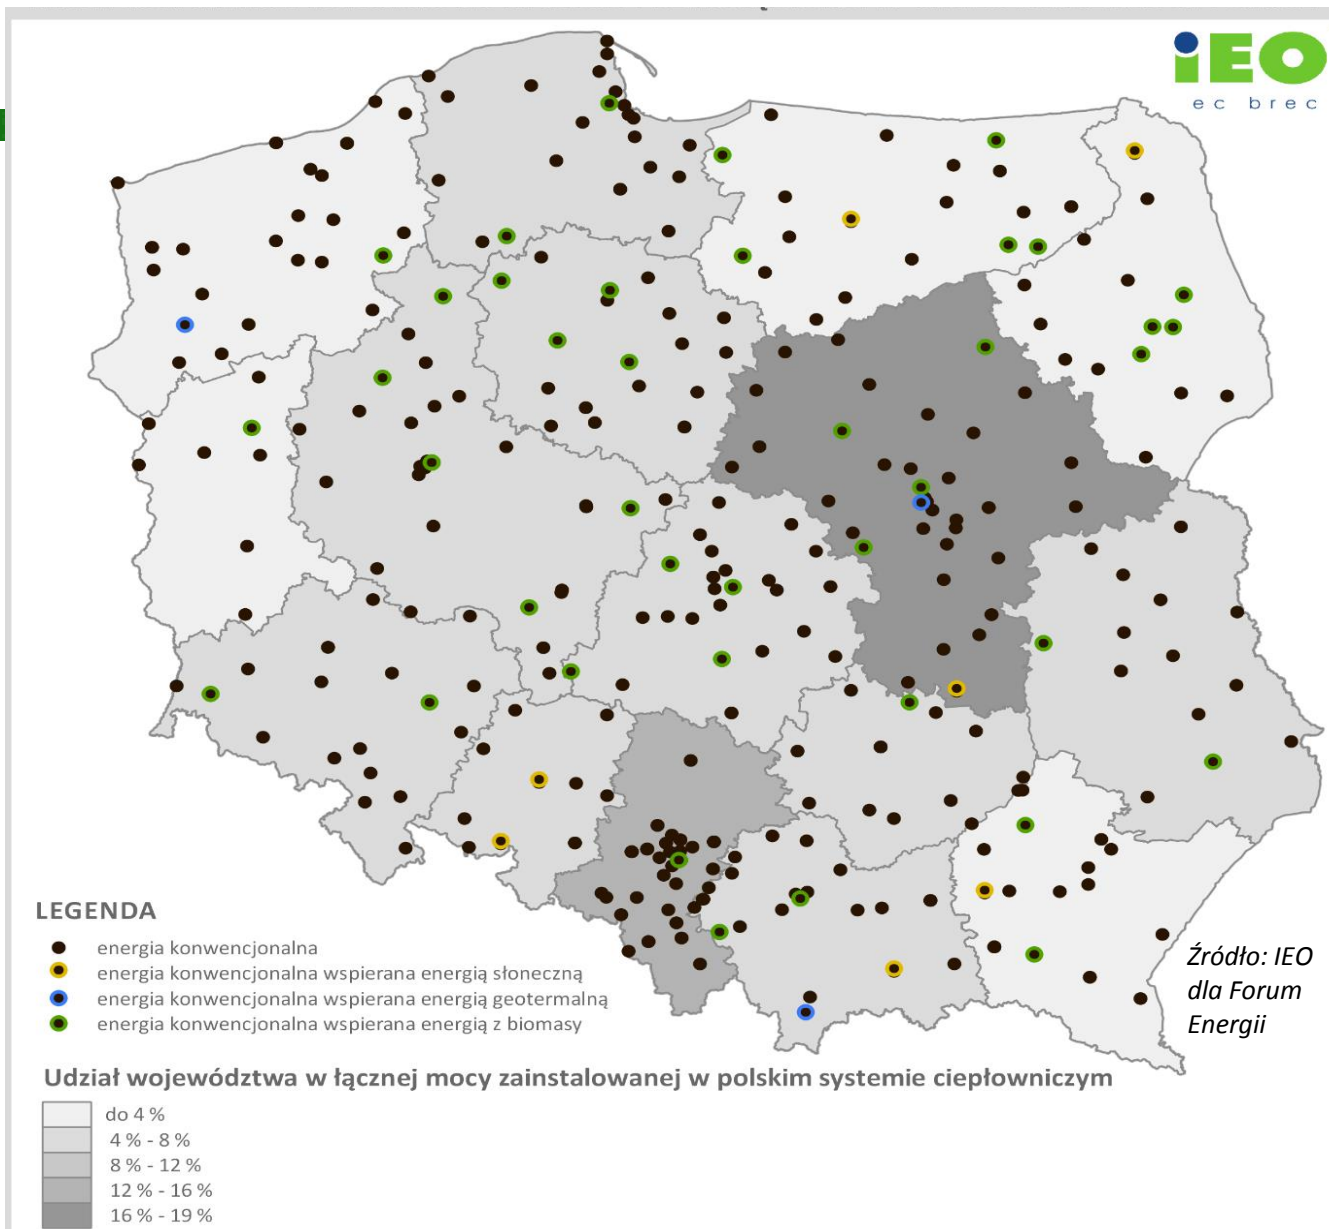 iEO
ec brec
LEGENDA
energia konwencjonalna
energia konwencjonalna wspierana energią słoneczną
energia konwencjonalna wspierana energią geotermalną
energia konwencjonalna wspierana energią z biomasy
Źródło: IEO
dla Forum
Energii
Udział województwa w łącznej mocy zainstalowanej w polskim systemie ciepłowniczym
do 4 %
4 % - 8 %
8 % - 12 %
12 % - 16 %
16 % - 19 %